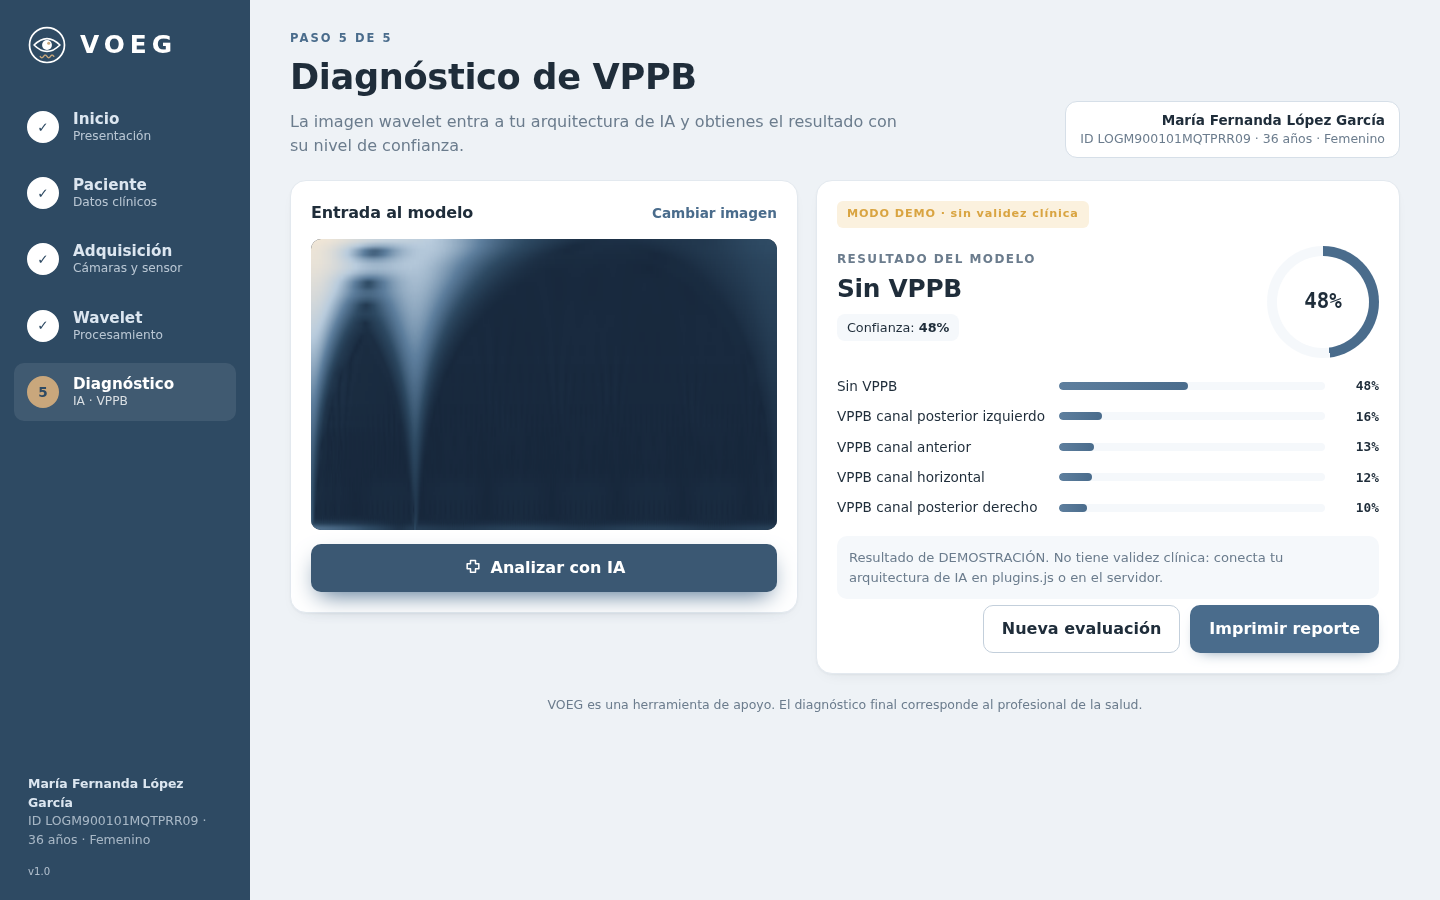 VOEG
✓
Inicio
Presentación
✓
Paciente
Datos clínicos
✓
Adquisición
Cámaras y sensor
✓
Wavelet
Procesamiento
5
Diagnóstico
IA · VPPB
María Fernanda López
García
ID LOGM900101MQTPRR09 ·
36 años · Femenino
v1.0
PASO 5 DE 5
Diagnóstico de VPPB
La imagen wavelet entra a tu arquitectura de IA y obtienes el resultado con
su nivel de confianza.
María Fernanda López García
ID LOGM900101MQTPRR09 · 36 años · Femenino
Entrada al modelo
Cambiar imagen
Analizar con IA
MODO DEMO · sin validez clínica
RESULTADO DEL MODELO
Sin VPPB
Confianza: 48%
48%
Sin VPPB 48%
VPPB canal posterior izquierdo 16%
VPPB canal anterior 13%
VPPB canal horizontal 12%
VPPB canal posterior derecho 10%
Resultado de DEMOSTRACIÓN. No tiene validez clínica: conecta tu
arquitectura de IA en plugins.js o en el servidor.
Nueva evaluación
Imprimir reporte
VOEG es una herramienta de apoyo. El diagnóstico final corresponde al profesional de la salud.